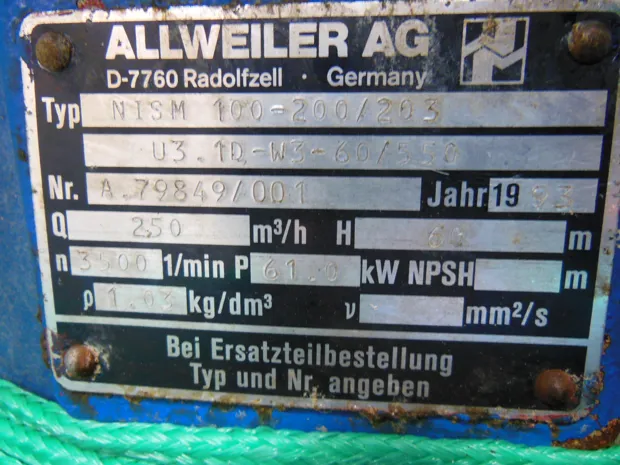 ALLWEILER AG
D-7760 Radolfzell · Germany
Typ NISM 100-200/203
U3.1D-W3-60/550
Nr. A.79849/001 Jahr 1993
Q 250 m³/h H m
n 3500 1/min P 61.0 kW NPSH m
ρ 1.03 kg/dm³ ν mm²/s
Bei Ersatzteilbestellung
Typ und Nr. angeben